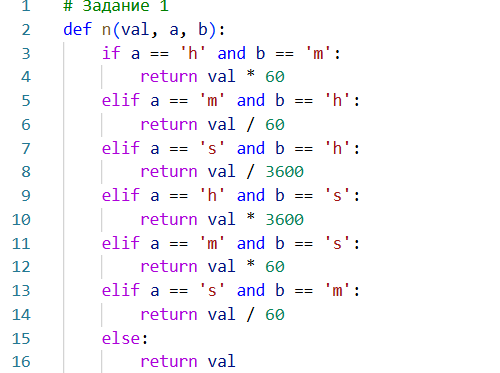 1 # Задание 1
2 def n(val, a, b):
3     if a == 'h' and b == 'm':
4         return val * 60
5     elif a == 'm' and b == 'h':
6         return val / 60
7     elif a == 's' and b == 'h':
8         return val / 3600
9     elif a == 'h' and b == 's':
10         return val * 3600
11     elif a == 'm' and b == 's':
12         return val * 60
13     elif a == 's' and b == 'm':
14         return val / 60
15     else:
16         return val